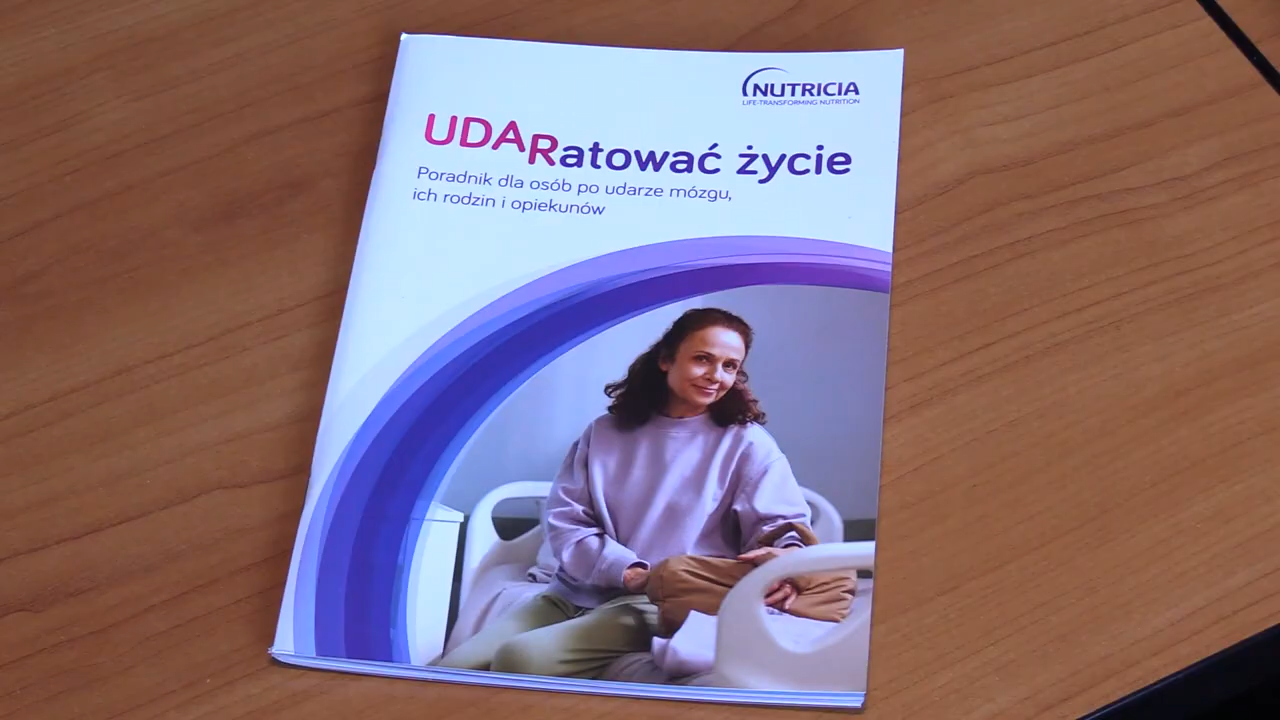 NUTRICIA
LIFE-TRANSFORMING NUTRITION
UDARatować życie
Poradnik dla osób po udarze mózgu,
ich rodzin i opiekunów